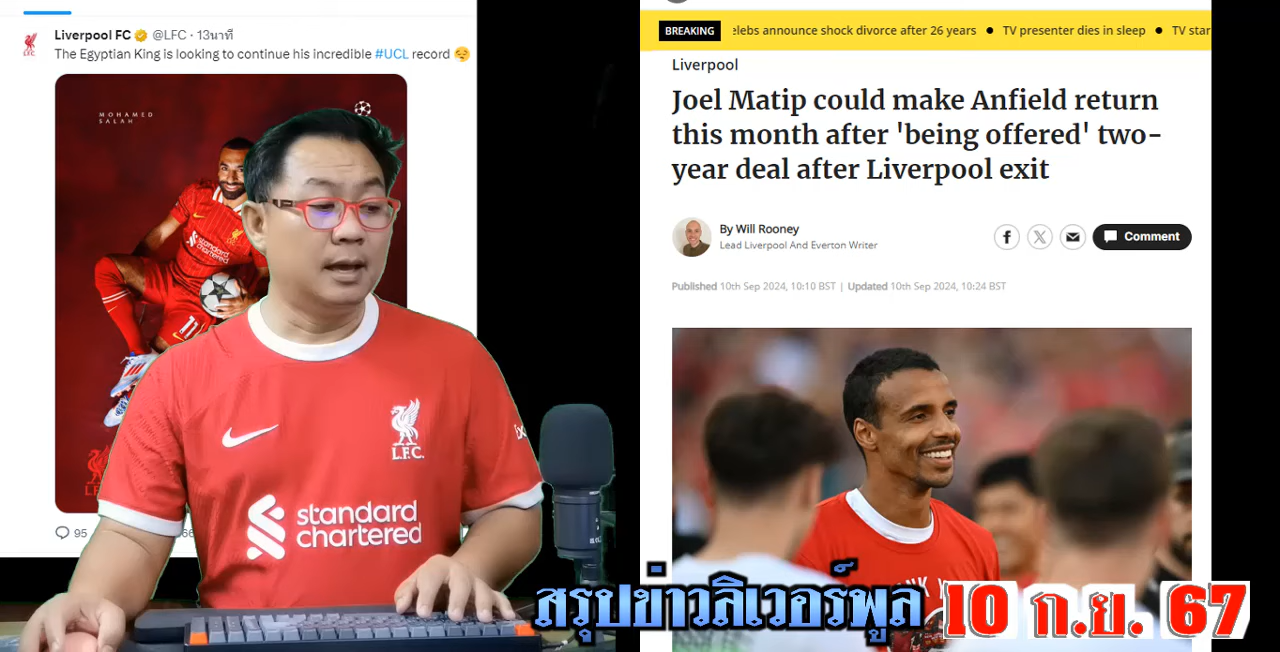 Liverpool FC @LFC · 13นาที
The Egyptian King is looking to continue his incredible #UCL record
MOHAMED
SALAH
11
standard
chartered
L.F.C.
standard
chartered
95
BREAKING
elebs announce shock divorce after 26 years ● TV presenter dies in sleep ● TV star
Liverpool
Joel Matip could make Anfield return
this month after 'being offered' two-
year deal after Liverpool exit
By Will Rooney
Lead Liverpool And Everton Writer
Comment
Published 10th Sep 2024, 10:10 BST | Updated 10th Sep 2024, 10:24 BST
สรุปข่าวลิเวอร์พูล 10 ก.ย. 67